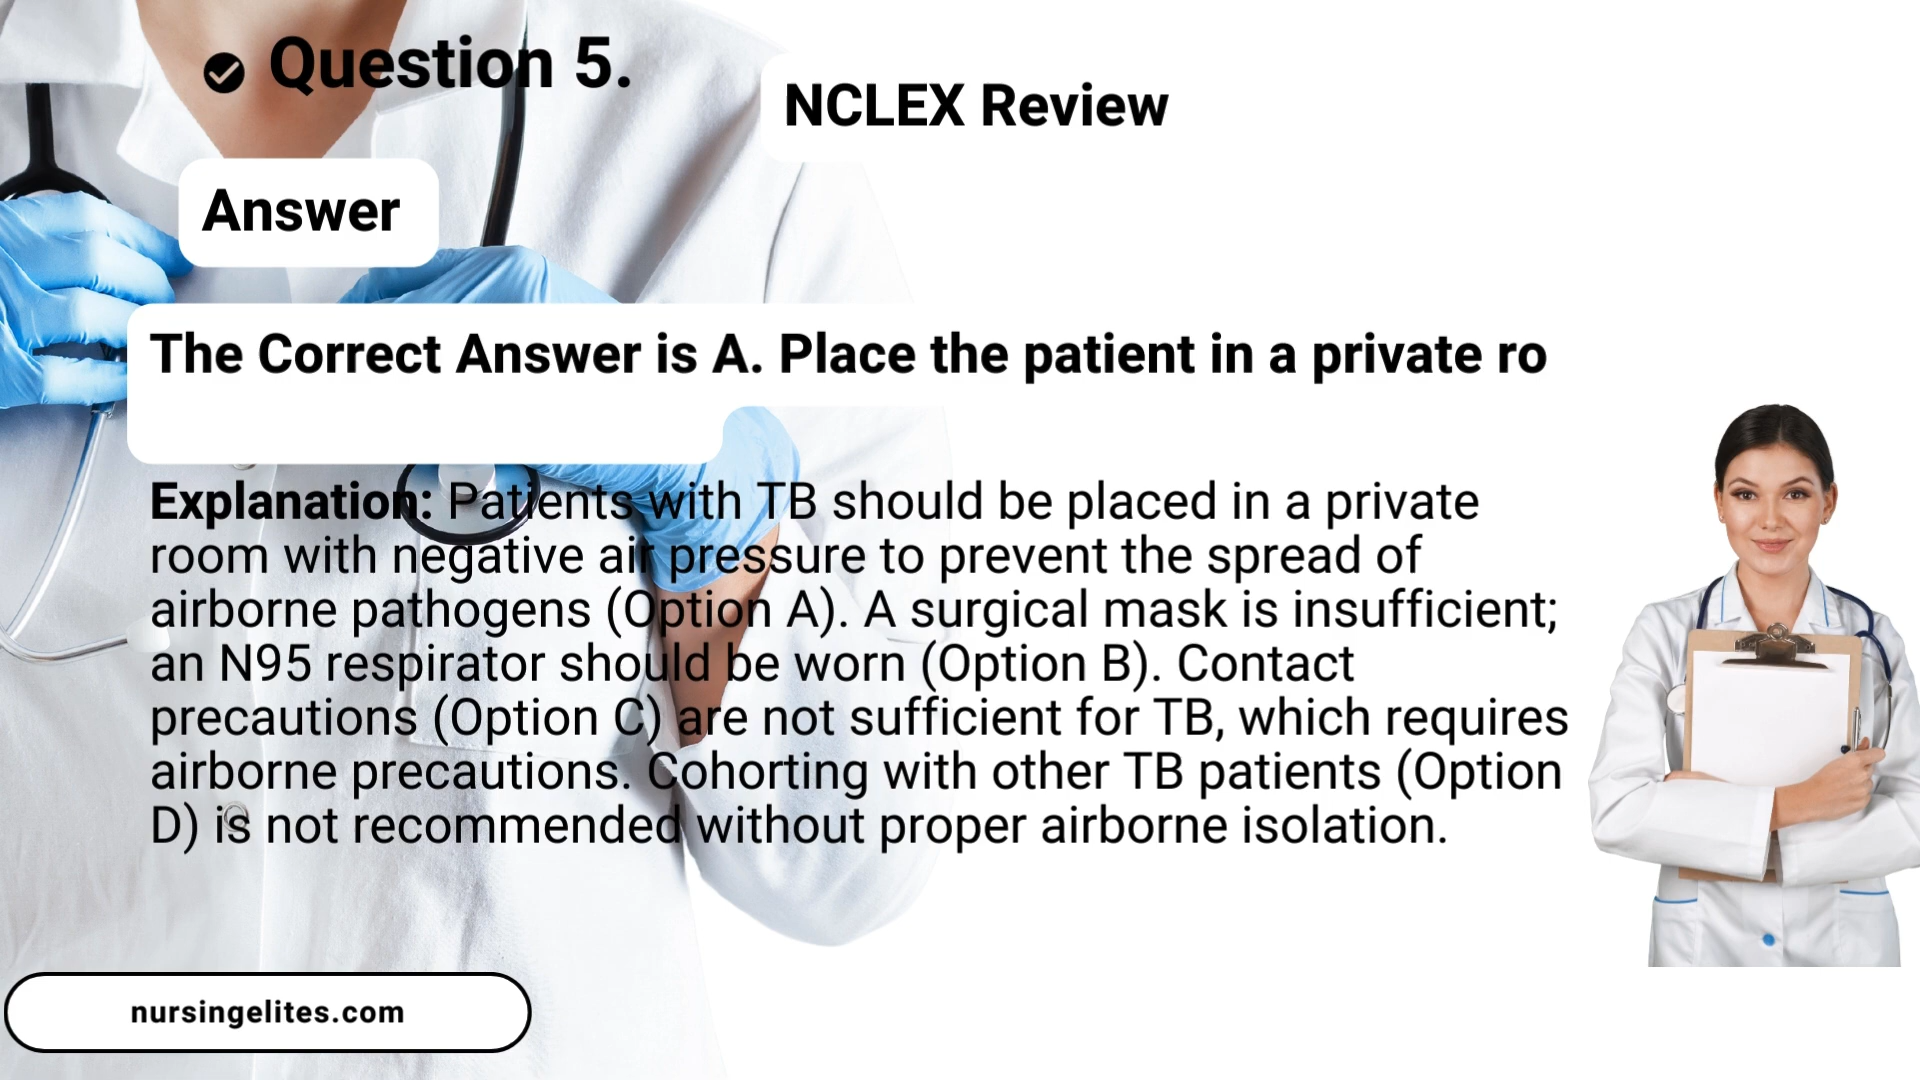 Question 5.
NCLEX Review
Answer
The Correct Answer is A. Place the patient in a private ro
Explanation: Patients with TB should be placed in a private
room with negative air pressure to prevent the spread of
airborne pathogens (Option A). A surgical mask is insufficient;
an N95 respirator should be worn (Option B). Contact
precautions (Option C) are not sufficient for TB, which requires
airborne precautions. Cohorting with other TB patients (Option
D) is not recommended without proper airborne isolation.
nursingelites.com